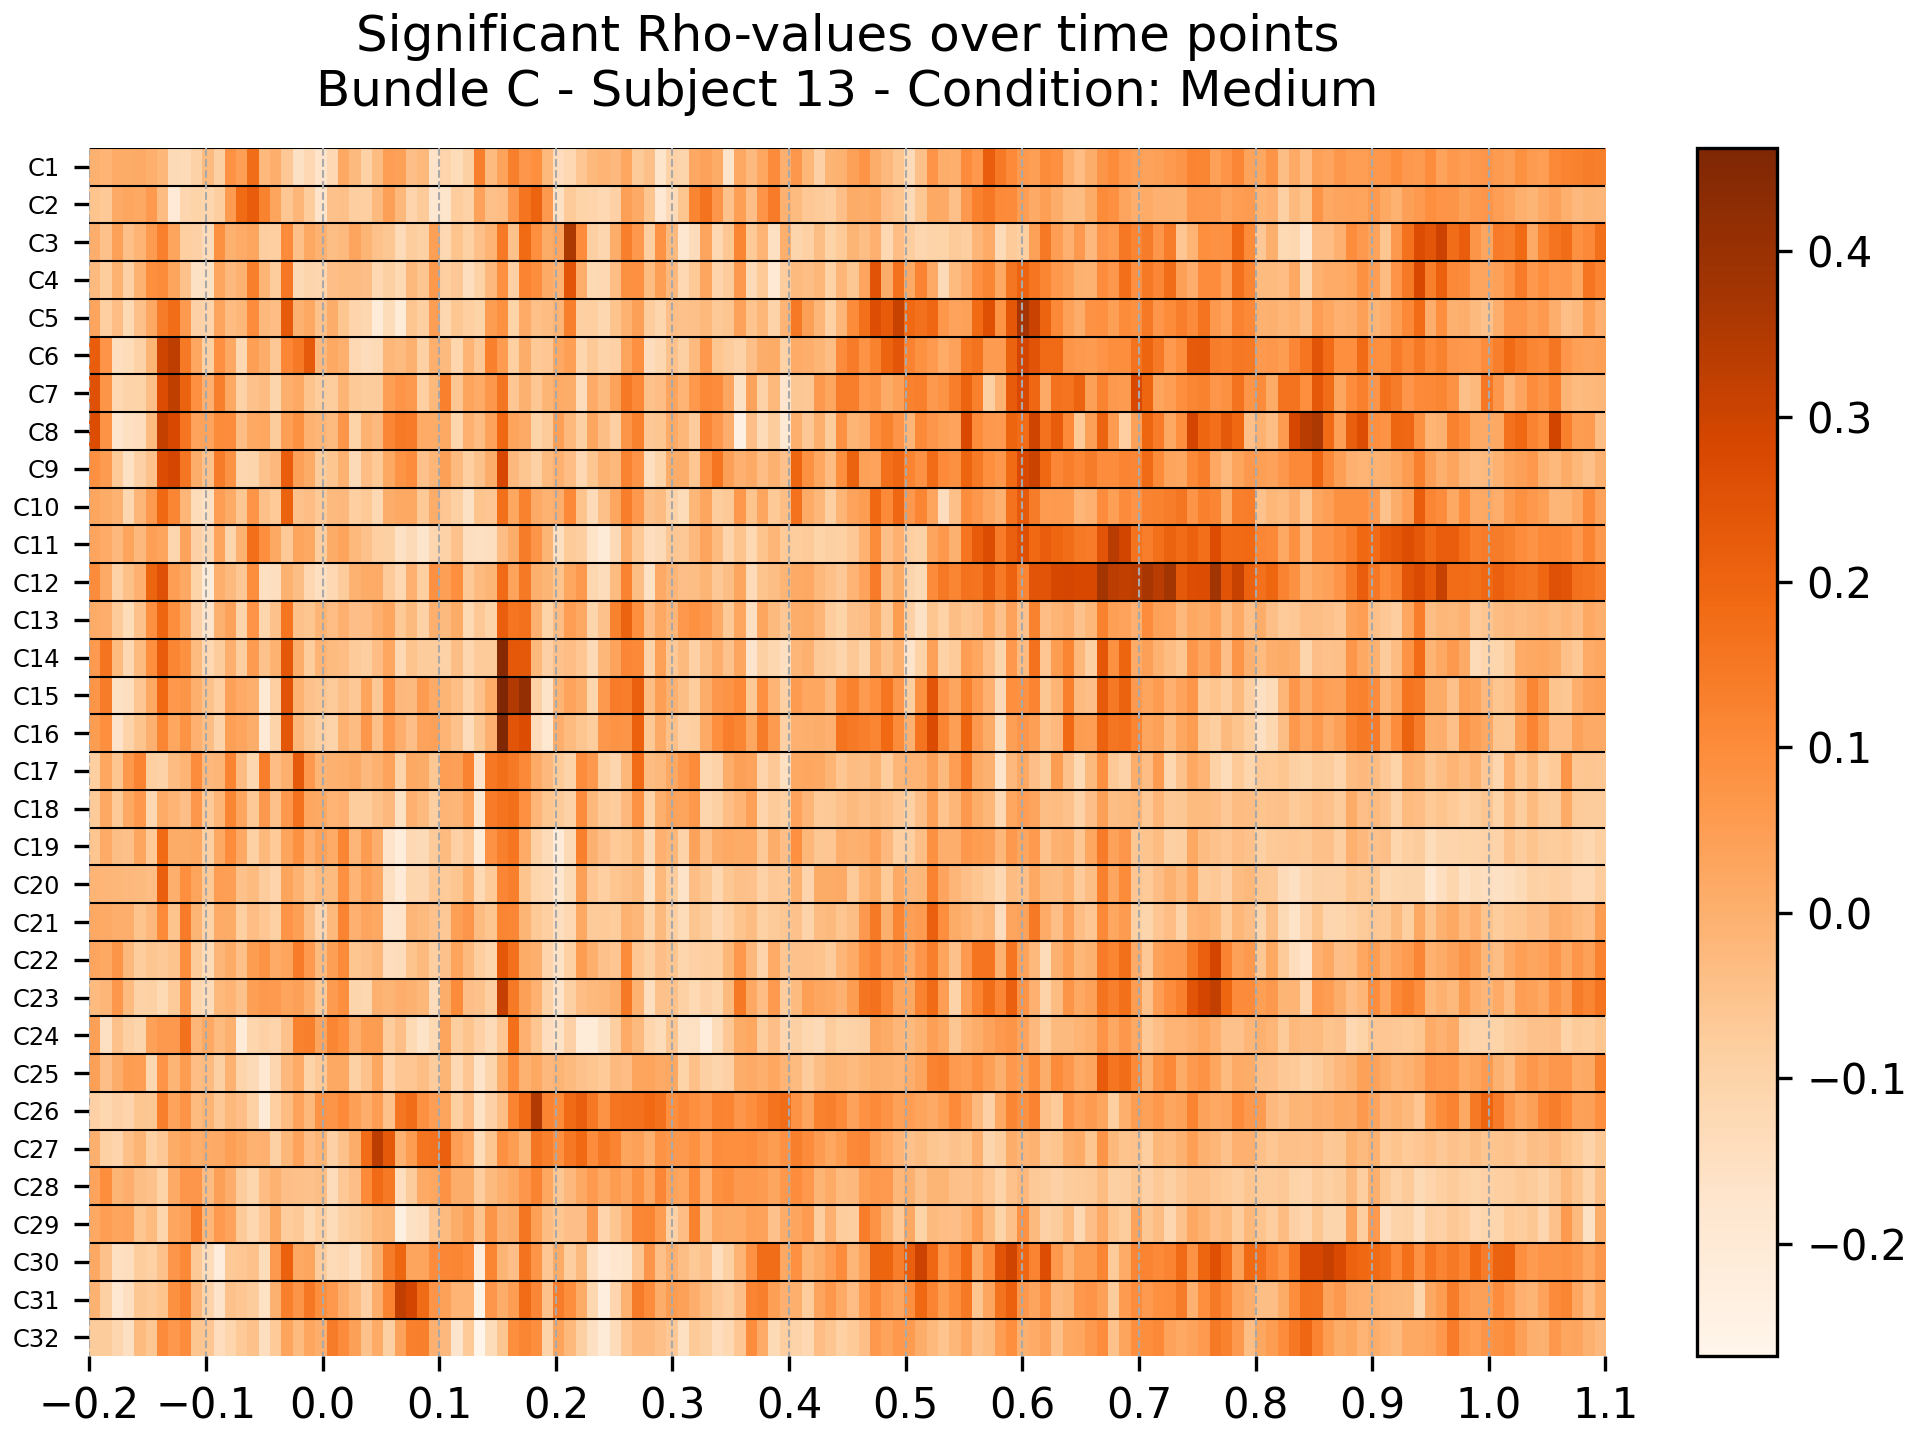 Significant Rho-values over time points
Bundle C - Subject 13 - Condition: Medium
C1
C2
C3
C4
C5
C6
C7
C8
C9
C10
C11
C12
C13
C14
C15
C16
C17
C18
C19
C20
C21
C22
C23
C24
C25
C26
C27
C28
C29
C30
C31
C32
−0.2 −0.1 0.0 0.1 0.2 0.3 0.4 0.5 0.6 0.7 0.8 0.9 1.0 1.1
0.4
0.3
0.2
0.1
0.0
−0.1
−0.2